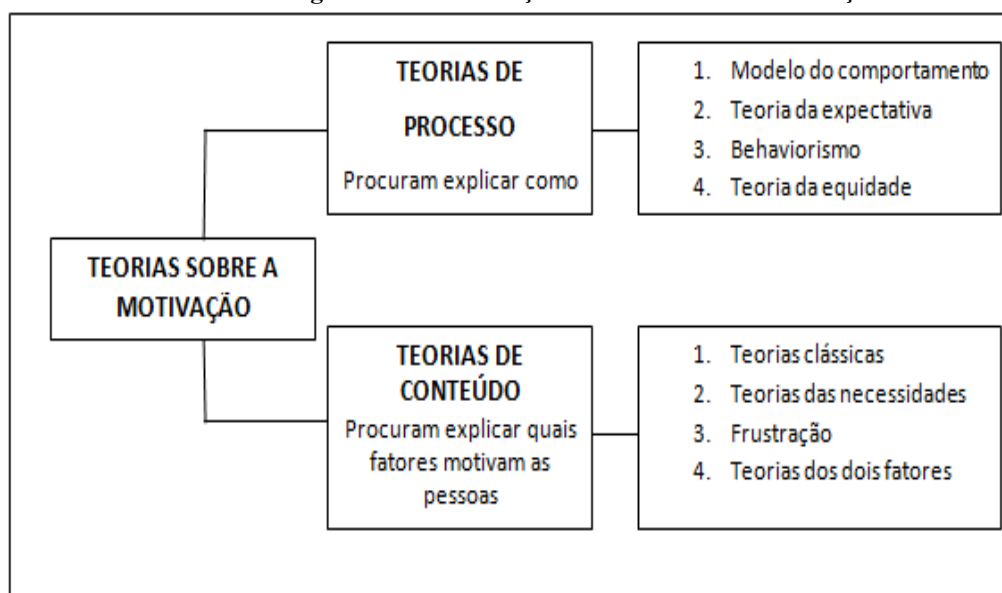 TEORIAS SOBRE A
MOTIVAÇÃO
TEORIAS DE
PROCESSO
Procuram explicar como
1. Modelo do comportamento
2. Teoria da expectativa
3. Behaviorismo
4. Teoria da equidade
TEORIAS DE
CONTEÚDO
Procuram explicar quais
fatores motivam as
pessoas
1. Teorias clássicas
2. Teorias das necessidades
3. Frustração
4. Teorias dos dois fatores